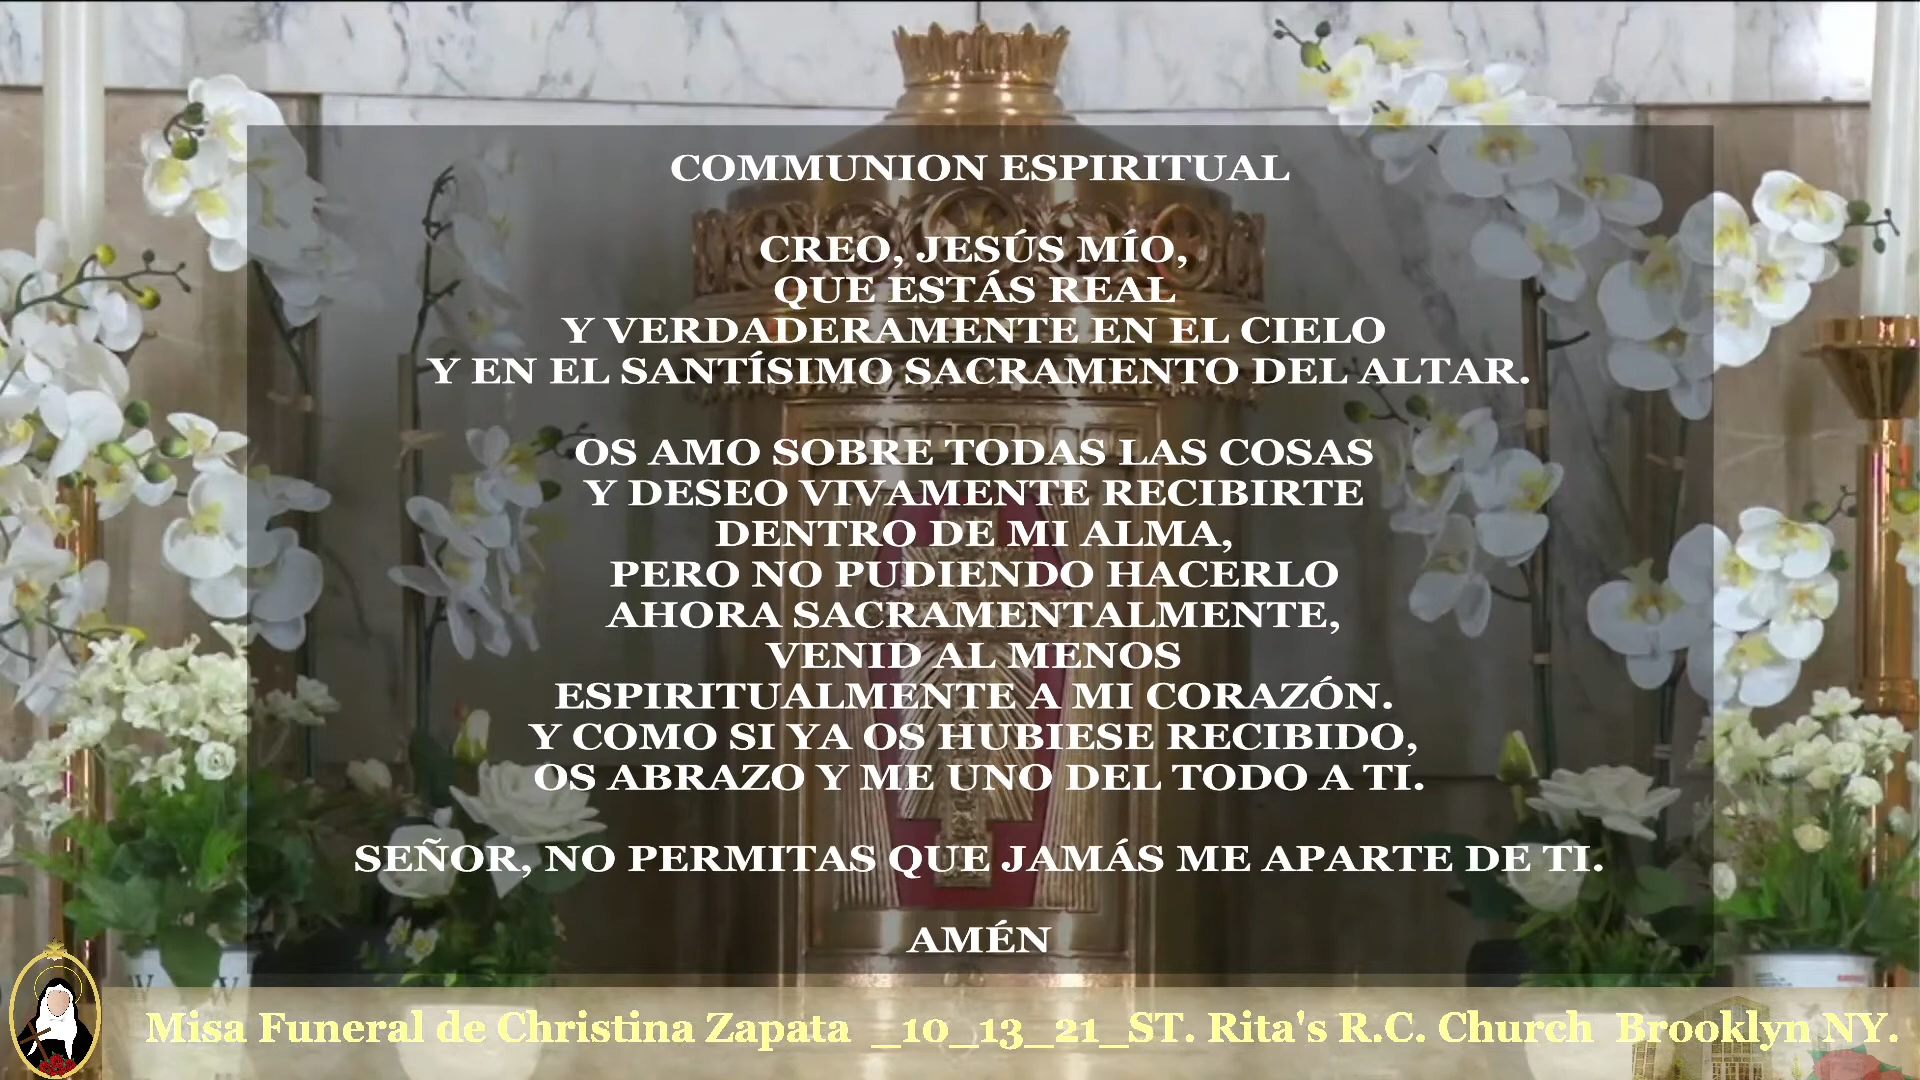 COMMUNION ESPIRITUAL
CREO, JESÚS MÍO,
QUE ESTÁS REAL
Y VERDADERAMENTE EN EL CIELO
Y EN EL SANTÍSIMO SACRAMENTO DEL ALTAR.
OS AMO SOBRE TODAS LAS COSAS
Y DESEO VIVAMENTE RECIBIRTE
DENTRO DE MI ALMA,
PERO NO PUDIENDO HACERLO
AHORA SACRAMENTALMENTE,
VENID AL MENOS
ESPIRITUALMENTE A MI CORAZÓN.
Y COMO SI YA OS HUBIESE RECIBIDO,
OS ABRAZO Y ME UNO DEL TODO A TI.
SEÑOR, NO PERMITAS QUE JAMÁS ME APARTE DE TI.
AMÉN
Misa Funeral de Christina Zapata _10_13_21_ST. Rita's R.C. Church Brooklyn NY.